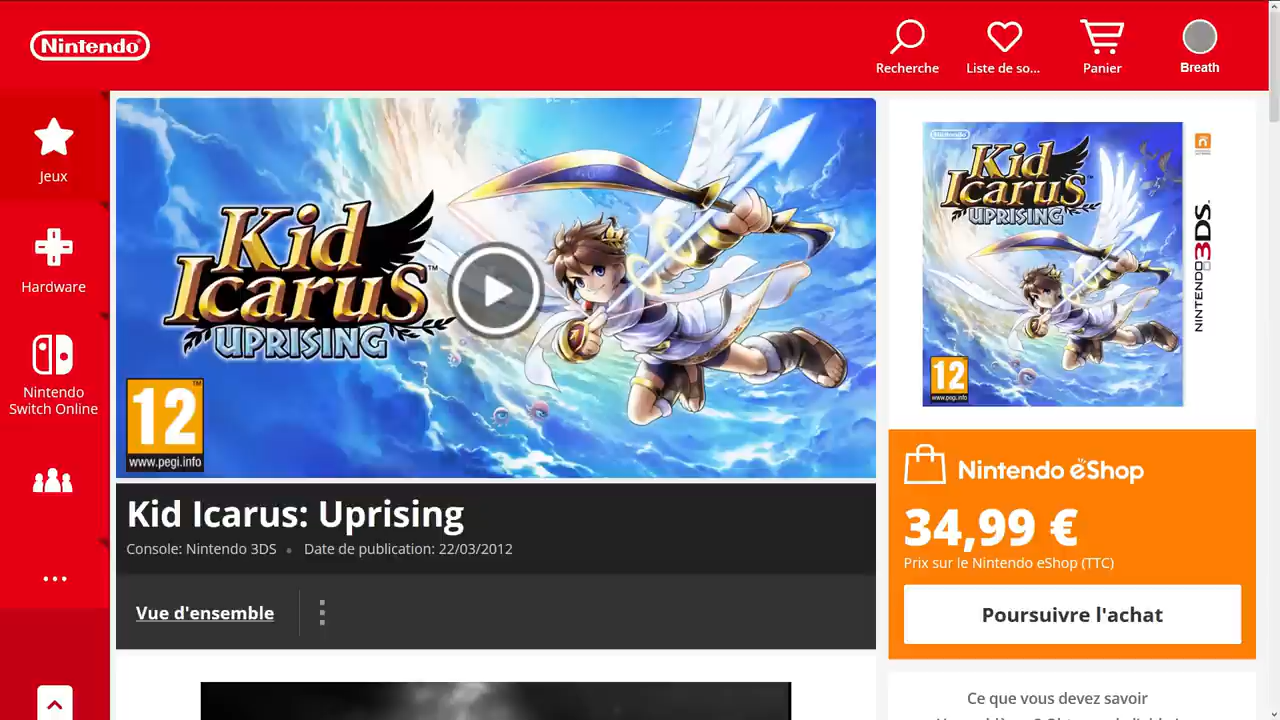 Nintendo
Recherche
Liste de so...
Panier
Breath
Jeux
Hardware
Nintendo
Switch Online
...
Kid
Icarus™
UPRISING
12
www.pegi.info
Kid Icarus: Uprising
Console: Nintendo 3DS
Date de publication: 22/03/2012
Vue d'ensemble
Nintendo
Kid
Icarus™
UPRISING
12
www.pegi.info
NINTENDO 3DS
Nintendo eShop
34,99 €
Prix sur le Nintendo eShop (TTC)
Poursuivre l'achat
Ce que vous devez savoir